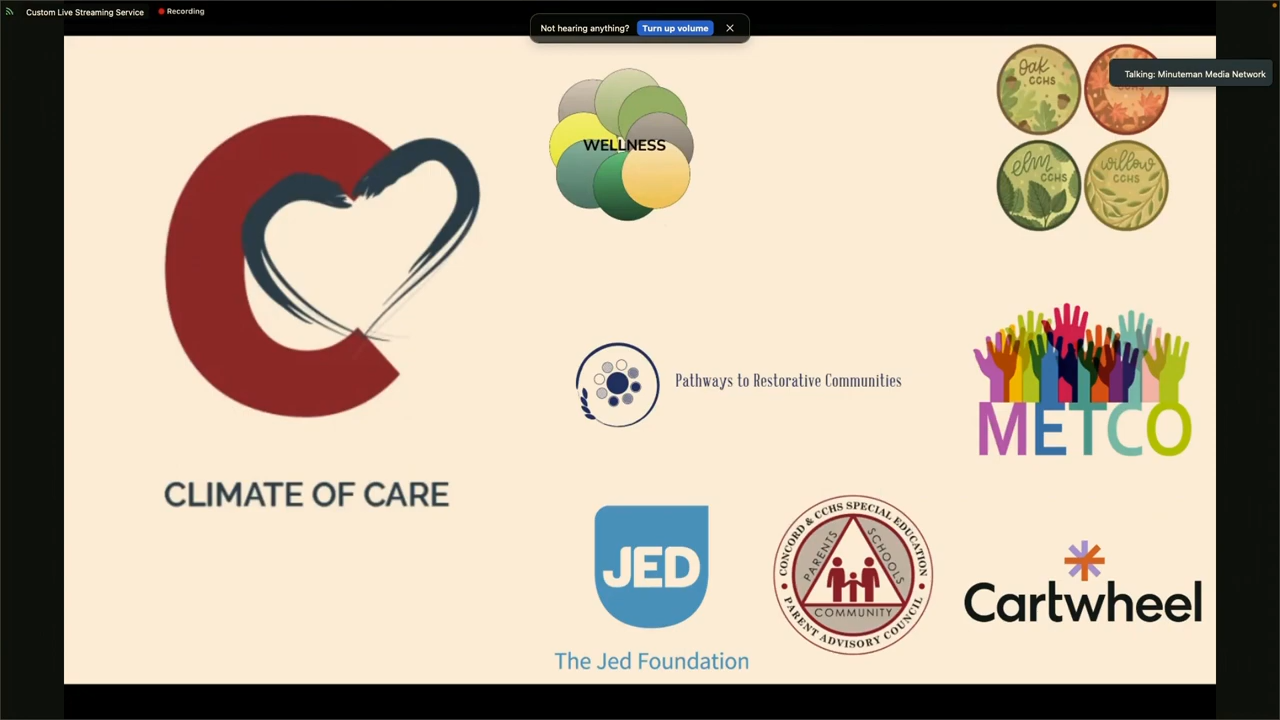 Custom Live Streaming Service
Recording
Not hearing anything? Turn up volume
Talking: Minuteman Media Network
WELLNESS
Oak
CCHS
CCHS
elm
CCHS
willow
CCHS
CLIMATE OF CARE
Pathways to Restorative Communities
METCO
JED
The Jed Foundation
CONCORD & CCHS SPECIAL EDUCATION
PARENT ADVISORY COUNCIL
PARENTS
SCHOOLS
COMMUNITY
Cartwheel